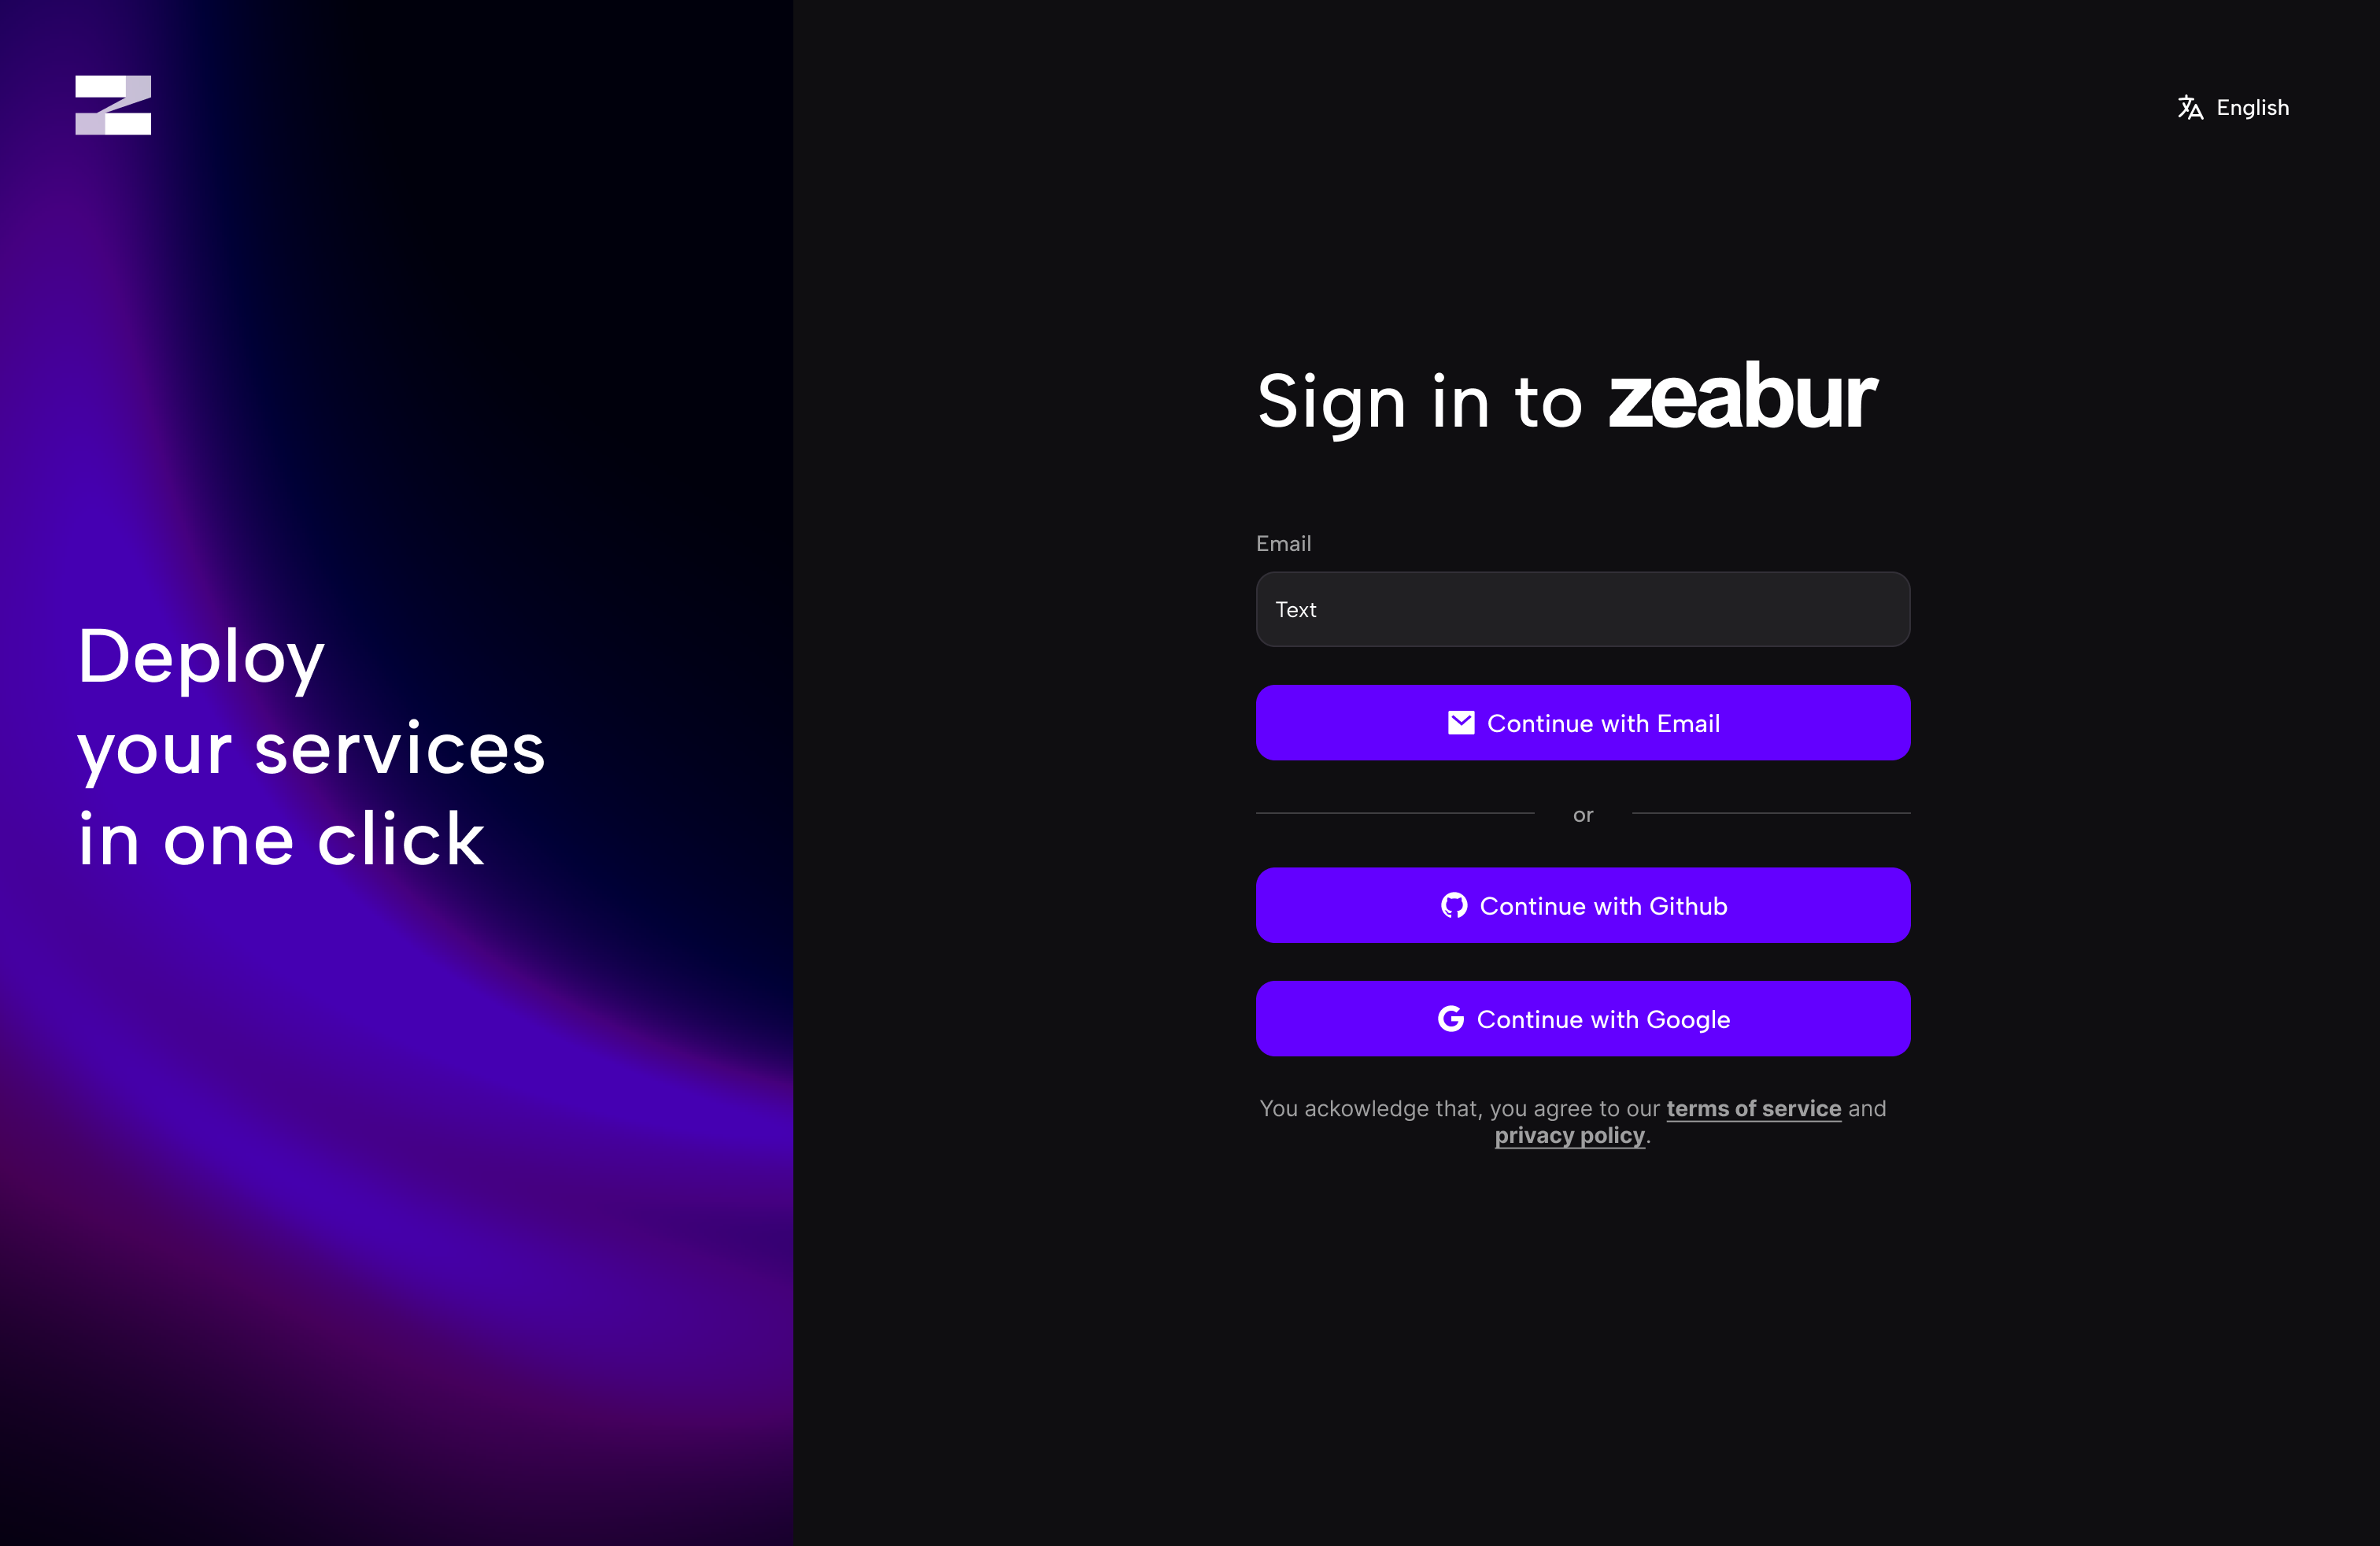 English
Deploy
your services
in one click
Sign in to zeabur
Email
Text
Continue with Email
or
Continue with Github
Continue with Google
You ackowledge that, you agree to our terms of service and
privacy policy.